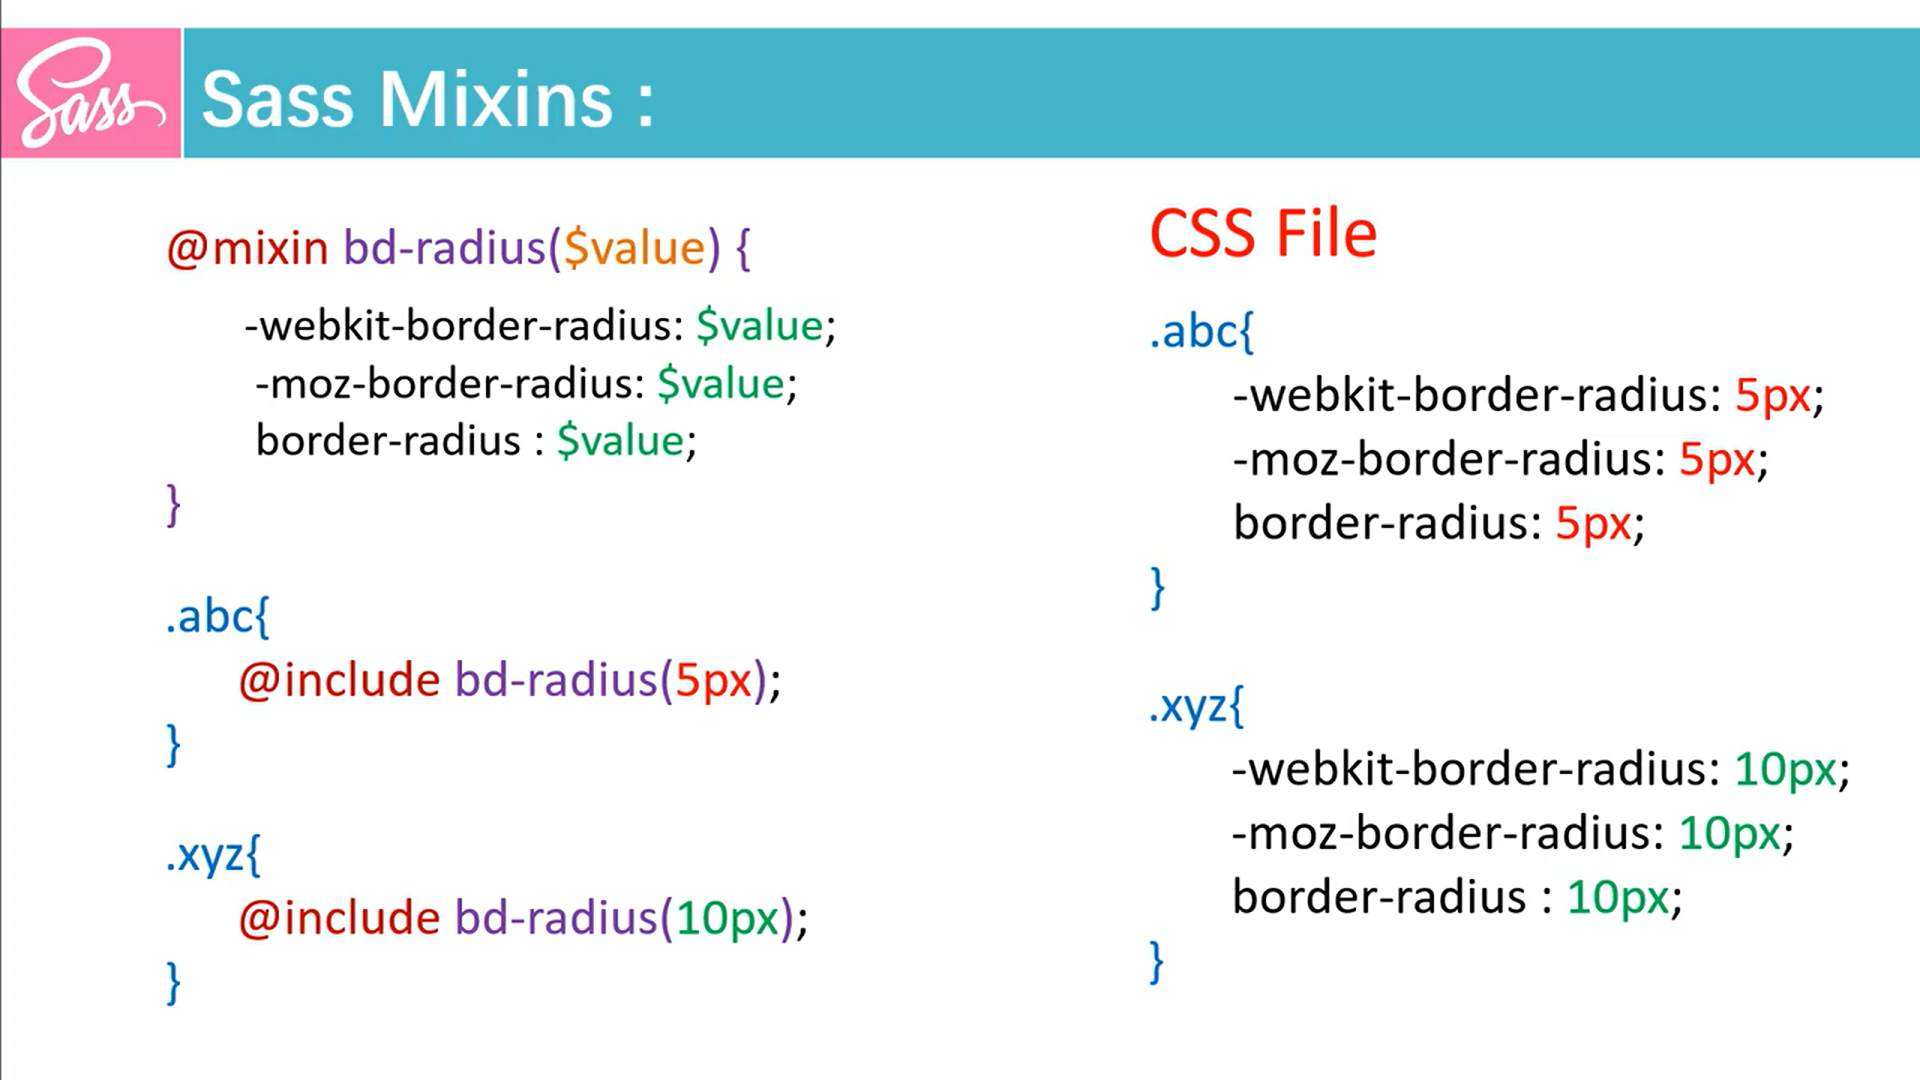 Sass
Sass Mixins :
@mixin bd-radius($value) {
-webkit-border-radius: $value;
-moz-border-radius: $value;
border-radius : $value;
}
.abc{
@include bd-radius(5px);
}
.xyz{
@include bd-radius(10px);
}
CSS File
.abc{
-webkit-border-radius: 5px;
-moz-border-radius: 5px;
border-radius: 5px;
}
.xyz{
-webkit-border-radius: 10px;
-moz-border-radius: 10px;
border-radius : 10px;
}